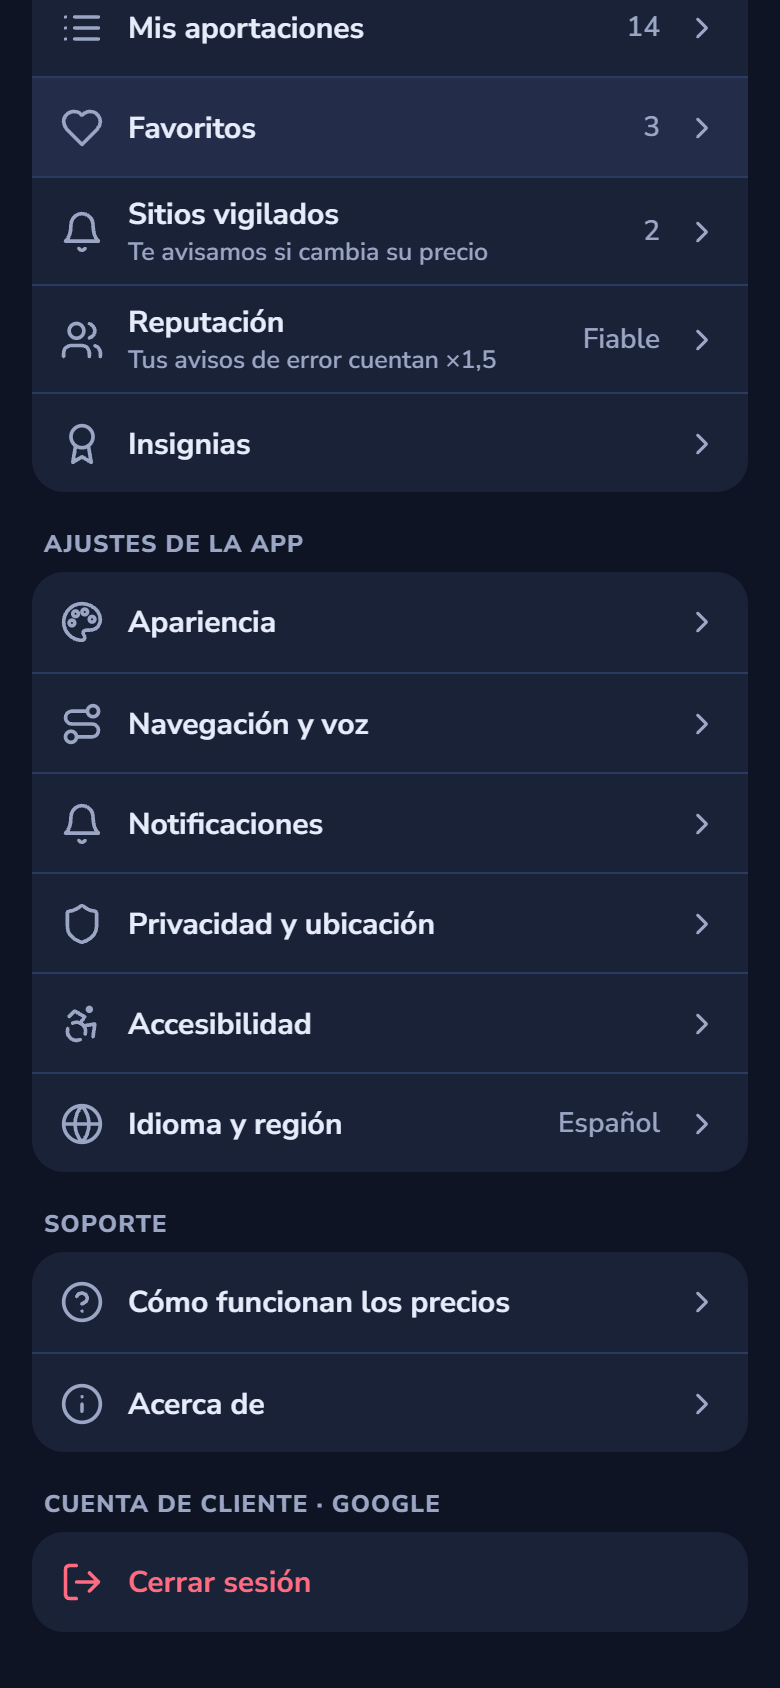 Mis aportaciones 14
Favoritos 3
Sitios vigilados
Te avisamos si cambia su precio 2
Reputación
Tus avisos de error cuentan ×1,5 Fiable
Insignias
AJUSTES DE LA APP
Apariencia
Navegación y voz
Notificaciones
Privacidad y ubicación
Accesibilidad
Idioma y región Español
SOPORTE
Cómo funcionan los precios
Acerca de
CUENTA DE CLIENTE · GOOGLE
Cerrar sesión